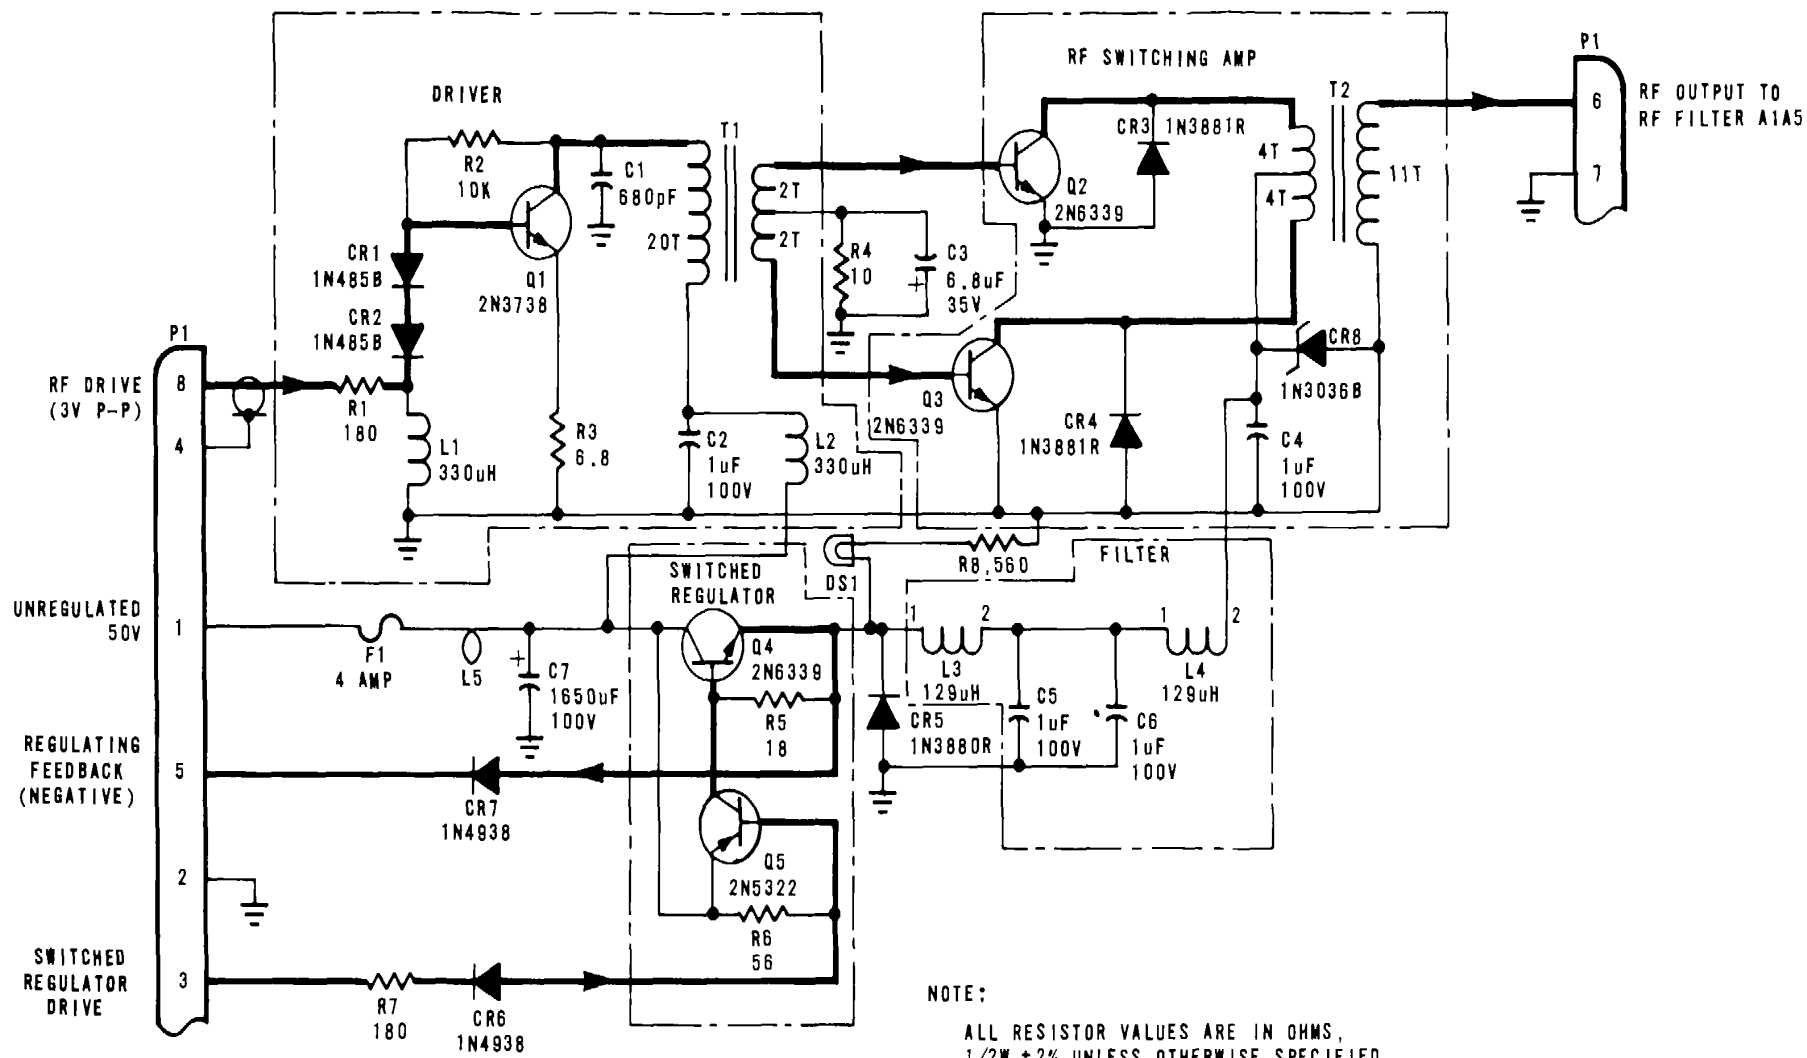 RF SWITCHING AMP
P1
DRIVER
T2
6
RF OUTPUT TO
RF FILTER A1A5
T1
CR3 1N3881R
R2
10K
C1
680pF
4T
7
2T
Q2
2N6339
4T
11T
20T
2T
R4
10
C3
+
6.8uF
35V
CR1
1N485B
Q1
2N3738
CR2
1N485B
P1
CR8
1N3036B
RF DRIVE
(3V P-P)
8
R1
180
Q3
2N6339
CR4
1N3881R
4
L1
330uH
R3
6.8
C2
1uF
100V
L2
330uH
C4
1uF
100V
SWITCHED
REGULATOR
DS1
R8,560
FILTER
UNREGULATED
50V
1
F1
4 AMP
L5
+
C7
1650uF
100V
Q4
2N6339
1
2
L3
129uH
1
2
L4
129uH
R5
18
CR5
1N3880R
C5
1uF
100V
C6
1uF
100V
REGULATING
FEEDBACK
(NEGATIVE)
5
CR7
1N4938
Q5
2N5322
2
R6
56
SWITCHED
REGULATOR
DRIVE
3
R7
180
CR6
1N4938
NOTE:
ALL RESISTOR VALUES ARE IN OHMS,
1/2W ±2% UNLESS OTHERWISE SPECIFIED